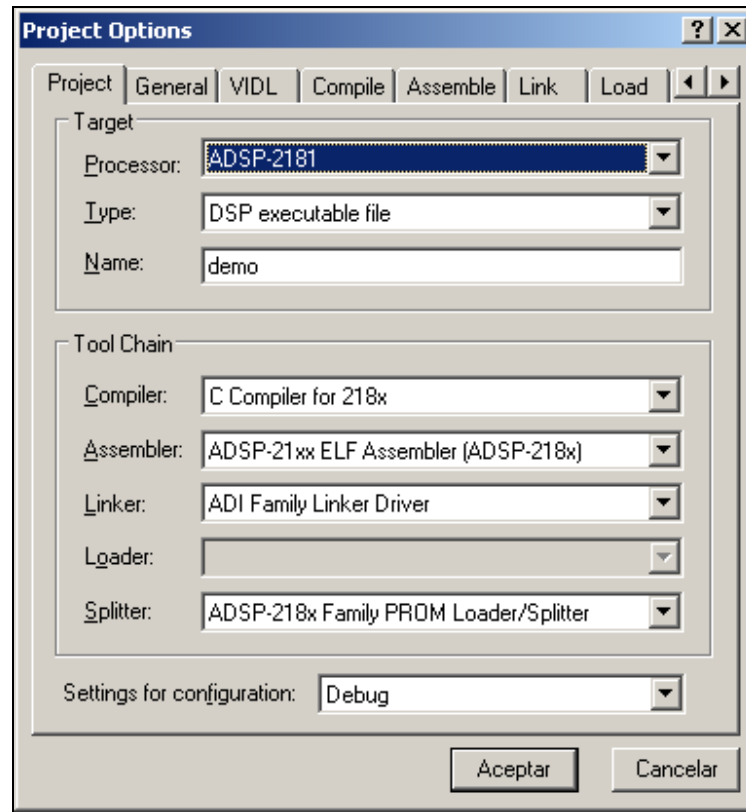 Project Options
Project General VIDL Compile Assemble Link Load
Target
Processor: ADSP-2181
Type: DSP executable file
Name: demo
Tool Chain
Compiler: C Compiler for 218x
Assembler: ADSP-21xx ELF Assembler (ADSP-218x)
Linker: ADI Family Linker Driver
Loader:
Splitter: ADSP-218x Family PROM Loader/Splitter
Settings for configuration: Debug
Aceptar Cancelar